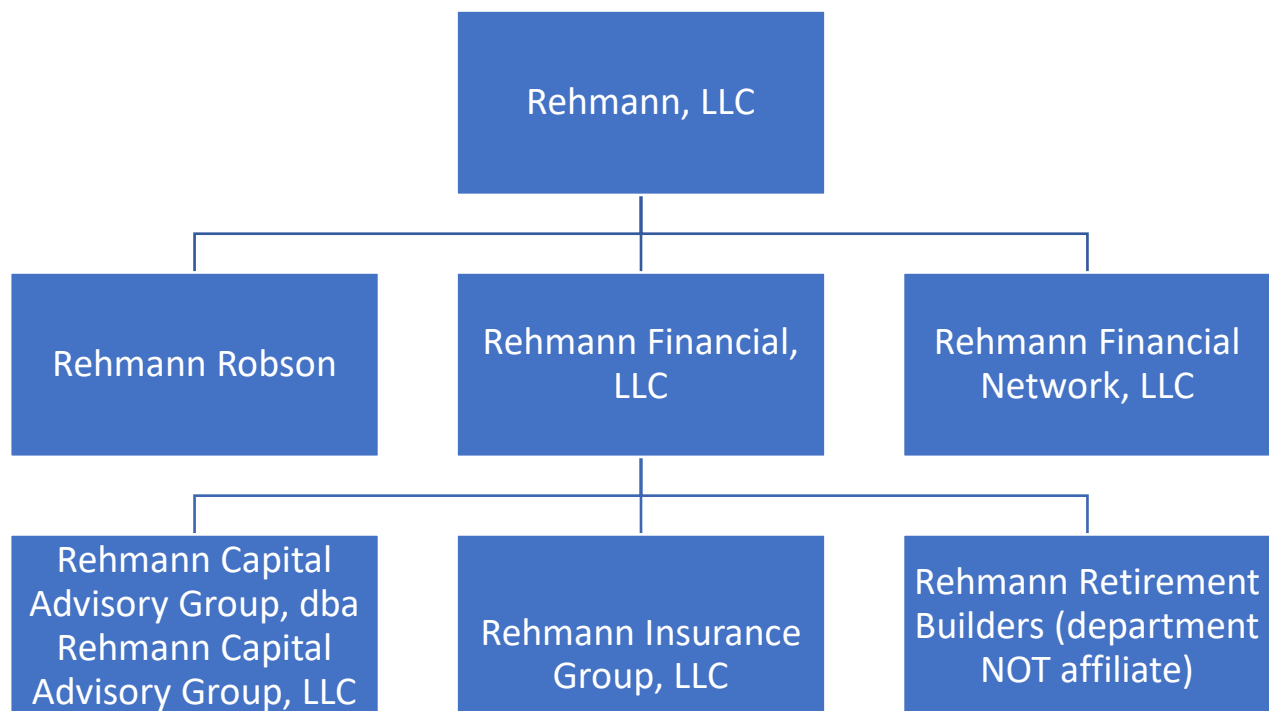 Rehmann, LLC
Rehmann Robson
Rehmann Financial,
LLC
Rehmann Financial
Network, LLC
Rehmann Capital
Advisory Group, dba
Rehmann Capital
Advisory Group, LLC
Rehmann Insurance
Group, LLC
Rehmann Retirement
Builders (department
NOT affiliate)